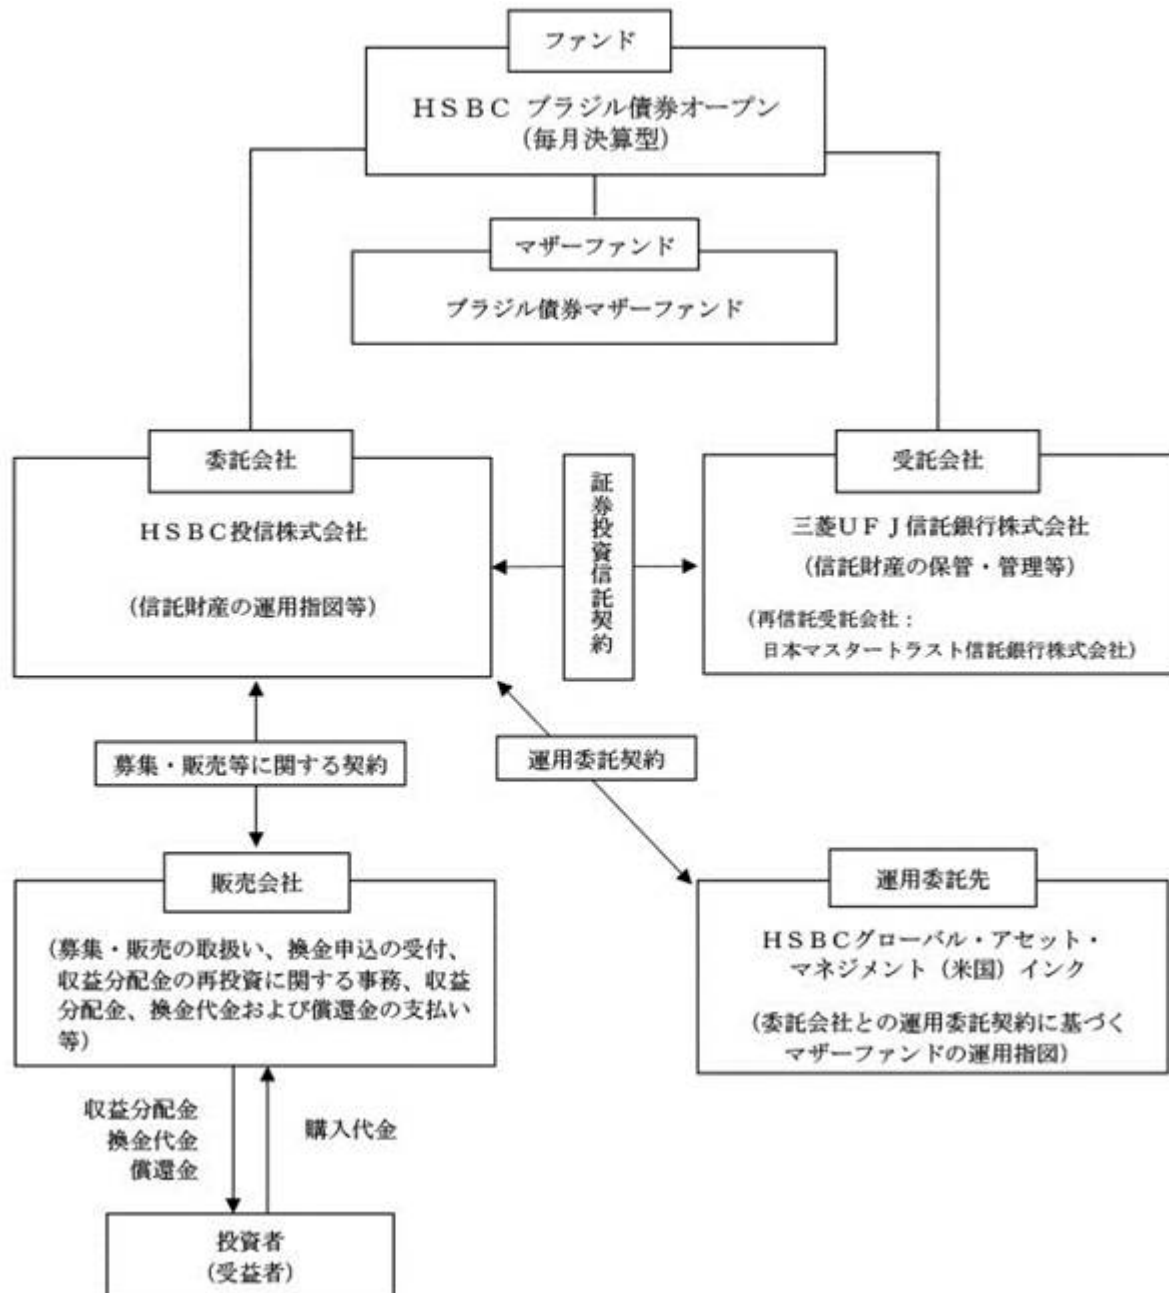 ファンド
HSBC ブラジル債券オープン
(毎月決算型)
マザーファンド
ブラジル債券マザーファンド
委託会社
HSBC投信株式会社
(信託財産の運用指図等)
証券投資信託契約
受託会社
三菱UFJ信託銀行株式会社
(信託財産の保管・管理等)
(再信託受託会社:
日本マスタートラスト信託銀行株式会社)
募集・販売等に関する契約
運用委託契約
販売会社
(募集・販売の取扱い、換金申込の受付、
収益分配金の再投資に関する事務、収益
分配金、換金代金および償還金の支払い
等)
運用委託先
HSBCグローバル・アセット・
マネジメント(米国)インク
(委託会社との運用委託契約に基づく
マザーファンドの運用指図)
収益分配金
換金代金
償還金
購入代金
投資者
(受益者)